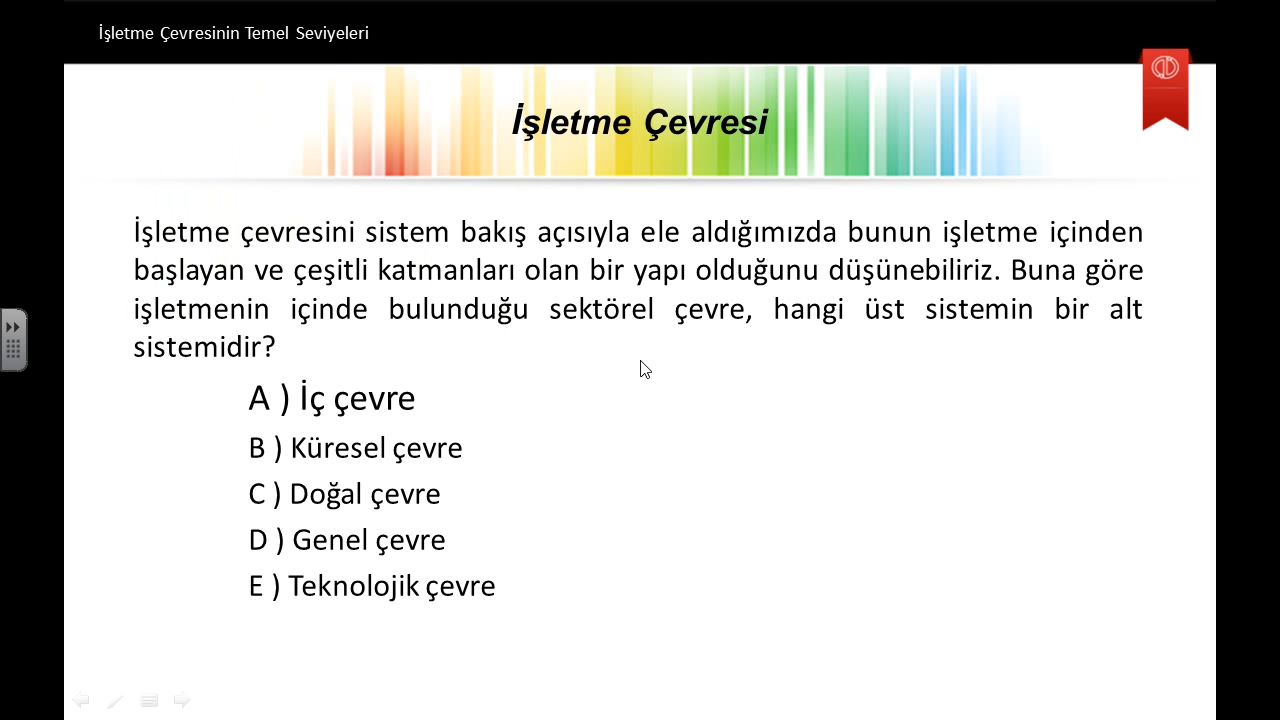 İşletme Çevresinin Temel Seviyeleri
İşletme Çevresi
İşletme çevresini sistem bakış açısıyla ele aldığımızda bunun işletme içinden
başlayan ve çeşitli katmanları olan bir yapı olduğunu düşünebiliriz. Buna göre
işletmenin içinde bulunduğu sektörel çevre, hangi üst sistemin bir alt
sistemidir?
A ) İç çevre
B ) Küresel çevre
C ) Doğal çevre
D ) Genel çevre
E ) Teknolojik çevre